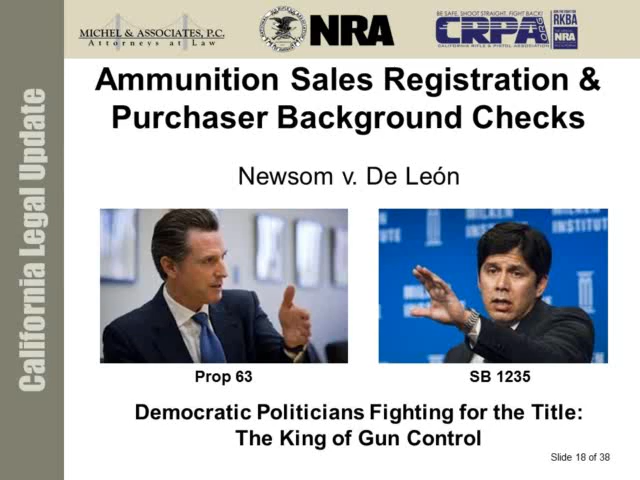 MICHEL & ASSOCIATES, P.C.
Attorneys at Law
NRA
BE SAFE, SHOOT STRAIGHT, FIGHT BACK!
CRPA.ORG
CALIFORNIA RIFLE & PISTOL ASSOCIATION
RKBA
NRA
California Legal Update
Ammunition Sales Registration &
Purchaser Background Checks
Newsom v. De León
MILKEN
INSTITUTE
Prop 63
SB 1235
Democratic Politicians Fighting for the Title:
The King of Gun Control
Slide 18 of 38